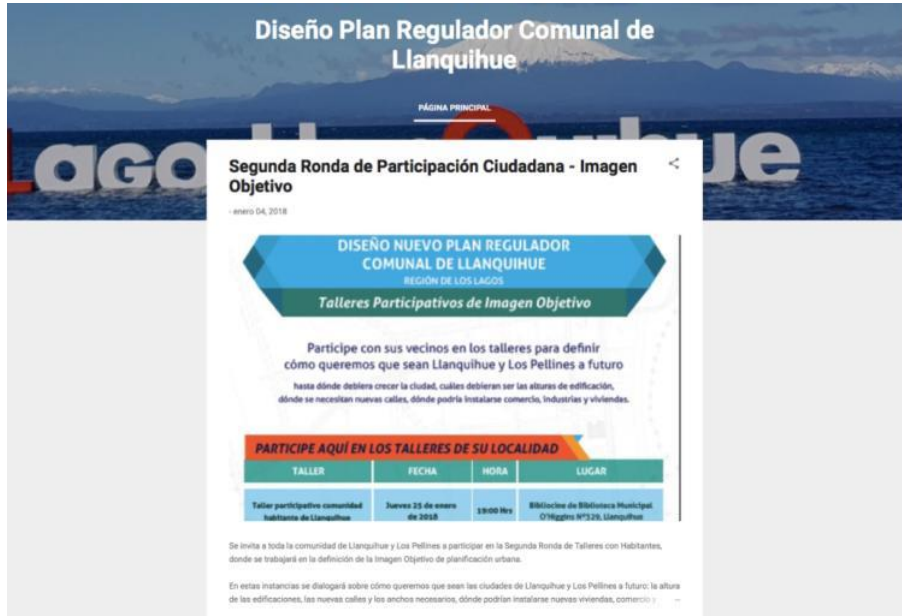 Diseño Plan Regulador Comunal de
Llanquihue
PÁGINA PRINCIPAL
Lago Llanquihue
Segunda Ronda de Participación Ciudadana - Imagen
Objetivo
- enero 04, 2018
DISEÑO NUEVO PLAN REGULADOR
COMUNAL DE LLANQUIHUE
REGIÓN DE LOS LAGOS
Talleres Participativos de Imagen Objetivo
Participe con sus vecinos en los talleres para definir
cómo queremos que sean Llanquihue y Los Pellines a futuro
hasta dónde debiera crecer la ciudad, cuáles debieran ser las alturas de edificación,
dónde se necesitan nuevas calles, dónde podría instalarse comercio, industrias y viviendas.
PARTICIPE AQUÍ EN LOS TALLERES DE SU LOCALIDAD
TALLER FECHA HORA LUGAR
Taller participativo comunidad Jueves 25 de enero 19:00 Hrs Bibliocine de Biblioteca Municipal
habitante de Llanquihue de 2018 O'Higgins Nº329, Llanquihue
Se invita a toda la comunidad de Llanquihue y Los Pellines a participar en la Segunda Ronda de Talleres con Habitantes,
donde se trabajará en la definición de la Imagen Objetivo de planificación urbana.
En estas instancias se dialogará sobre cómo queremos que sean las ciudades de Llanquihue y Los Pellines a futuro: la altura
de las edificaciones, las nuevas calles y los anchos necesarios, dónde podrían instalarse nuevas viviendas, comercio y